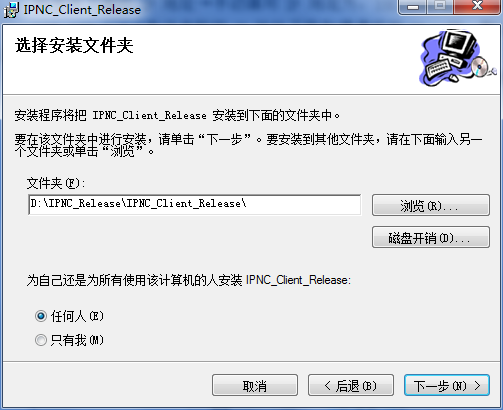 IPNC_Client_Release
选择安装文件夹
安装程序将把 IPNC_Client_Release 安装到下面的文件夹中。
要在该文件夹中进行安装，请单击“下一步”。要安装到其他文件夹，请在下面输入另
一个文件夹或单击“浏览”。
文件夹(F):
D:\IPNC_Release\IPNC_Client_Release\
浏览(R)...
磁盘开销(D)...
为自己还是为所有使用该计算机的人安装 IPNC_Client_Release:
任何人(E)
只有我(M)
取消
< 后退(B)
下一步(N) >